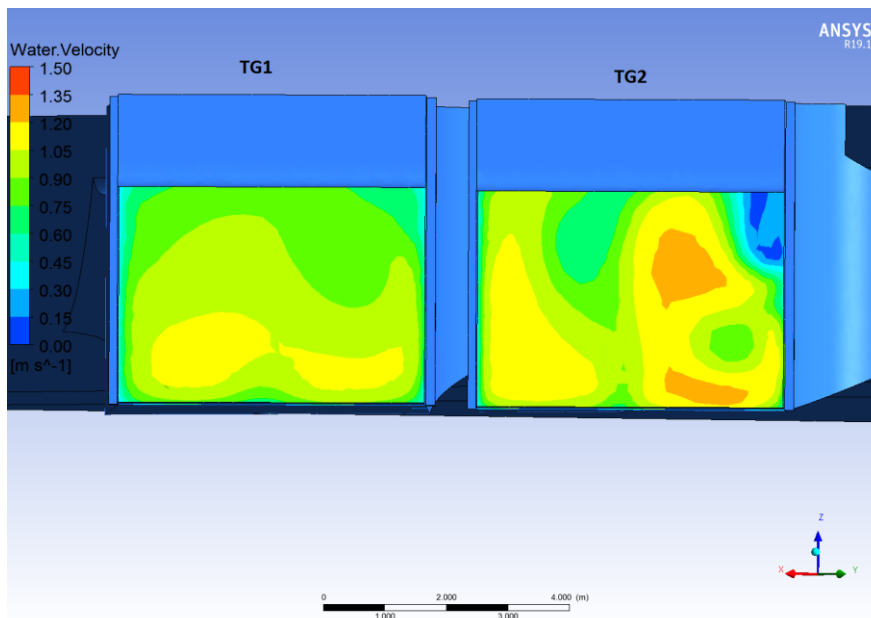 ANSYS
R19.1
Water.Velocity
TG1
TG2
1.50
1.35
1.20
1.05
0.90
0.75
0.60
0.45
0.30
0.15
0.00
[m s^-1]
Z
X
Y
0 2.000 4.000 (m)
1.000 3.000